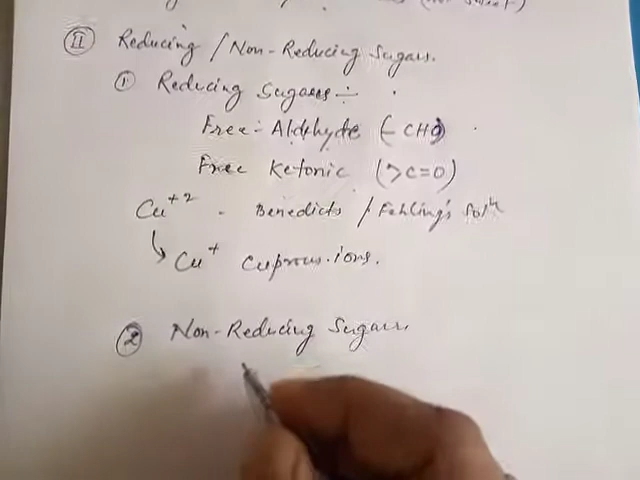 II Reducing / Non-Reducing Sugars.
① Reducing Sugars ÷
Free - Aldehyde (-CHO)
Free Ketonic (>C=O)
Cu+2 - Benedicts / Fehling's Soln
↳ Cu+ Cuprous ions.
② Non-Reducing Sugars